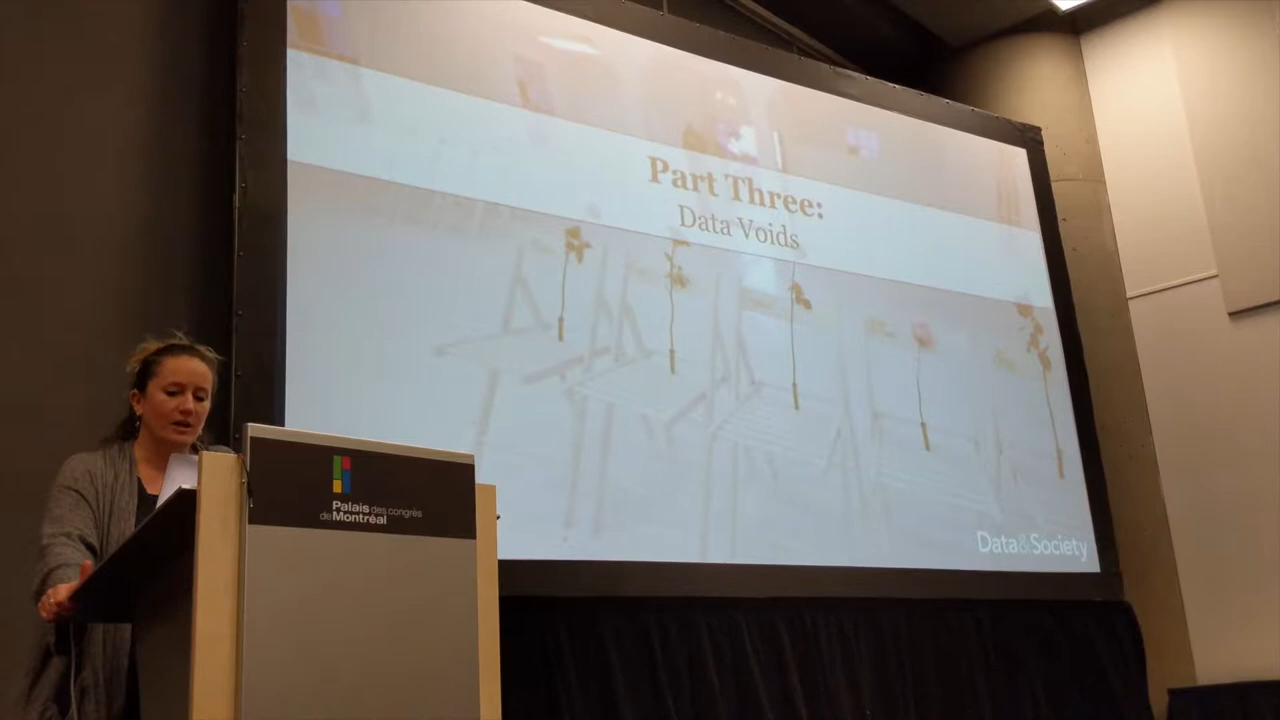 Part Three:
Data Voids
Data&Society
Palais des congrès
de Montréal